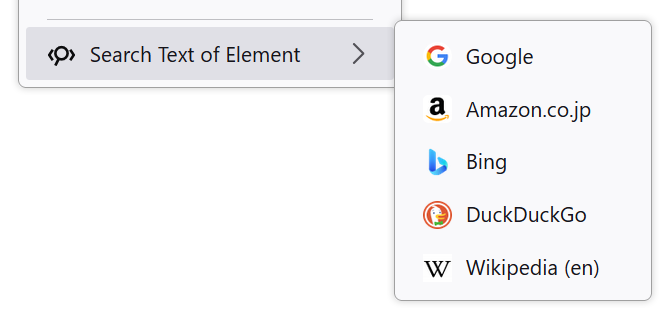 Search Text of Element
Google
Amazon.co.jp
Bing
DuckDuckGo
Wikipedia (en)